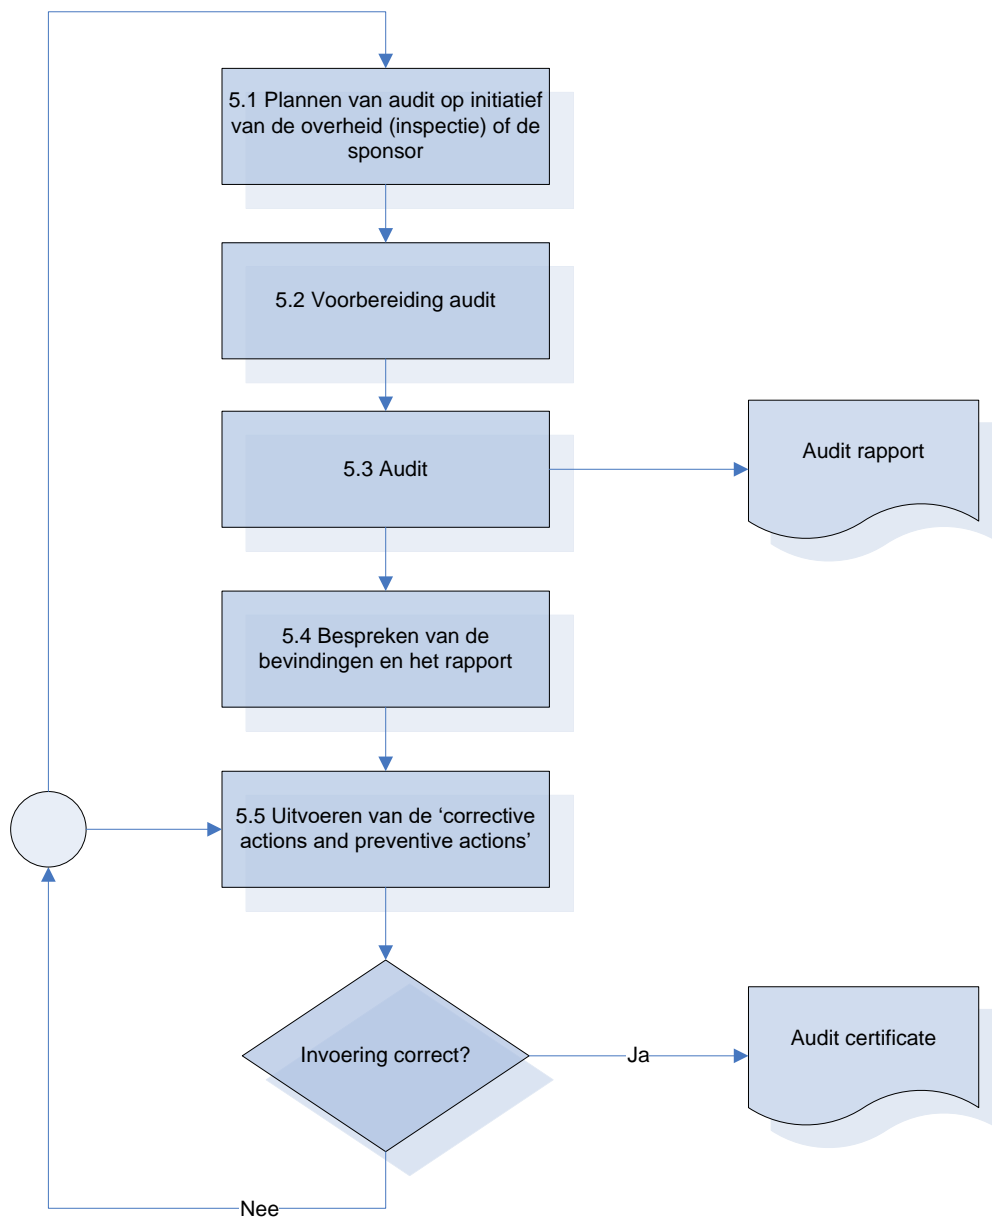 5.1 Plannen van audit op initiatief
van de overheid (inspectie) of de
sponsor
5.2 Voorbereiding audit
5.3 Audit
Audit rapport
5.4 Bespreken van de
bevindingen en het rapport
5.5 Uitvoeren van de ‘corrective
actions and preventive actions’
Invoering correct?
Ja
Audit certificate
Nee